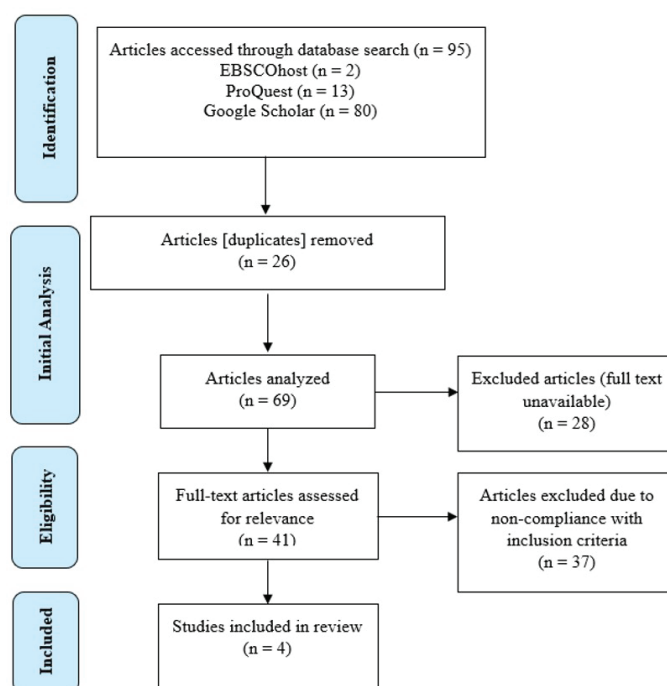 Identification
Articles accessed through database search (n = 95)
EBSCOhost (n = 2)
ProQuest (n = 13)
Google Scholar (n = 80)
Initial Analysis
Articles [duplicates] removed
(n = 26)
Articles analyzed
(n = 69)
Excluded articles (full text
unavailable)
(n = 28)
Eligibility
Full-text articles assessed
for relevance
(n = 41)
Articles excluded due to
non-compliance with
inclusion criteria
(n = 37)
Included
Studies included in review
(n = 4)